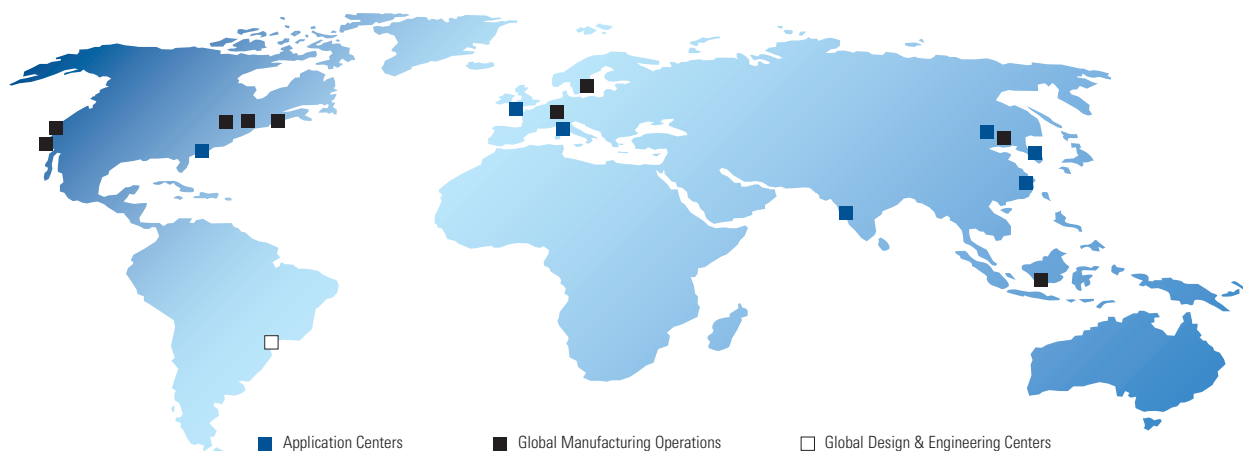 Application Centers
Global Manufacturing Operations
Global Design & Engineering Centers